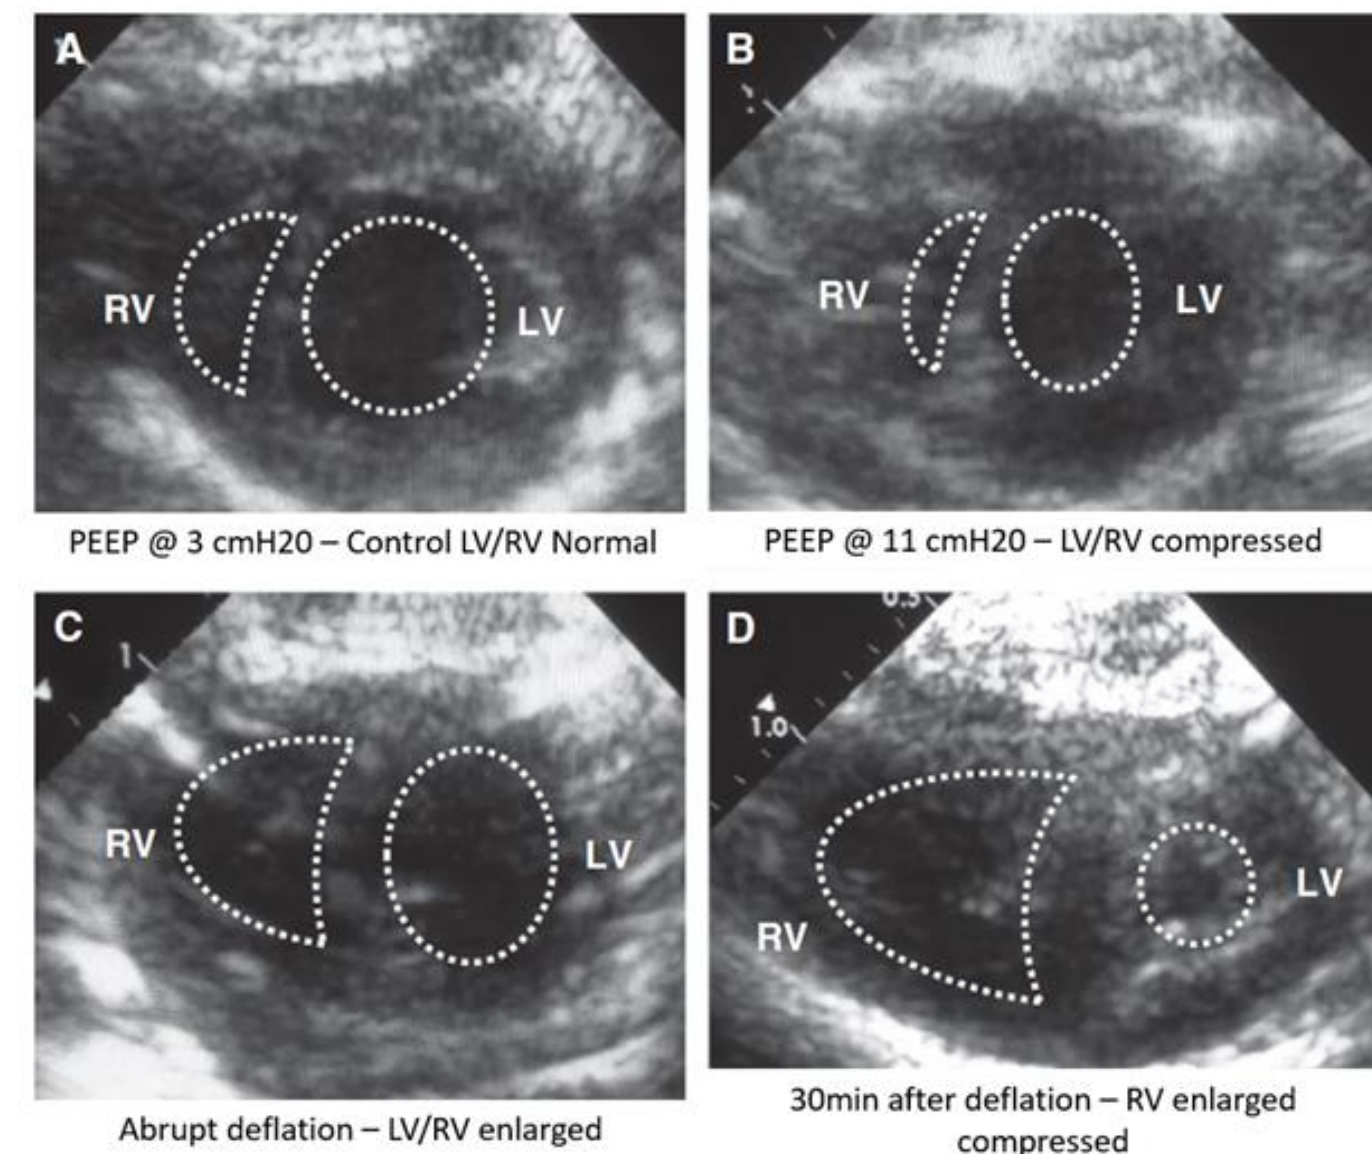 A
RV
LV
PEEP @ 3 cmH20 – Control LV/RV Normal
B
RV
LV
PEEP @ 11 cmH20 – LV/RV compressed
C
1
RV
LV
Abrupt deflation – LV/RV enlarged
D
0.5
1.0
RV
LV
30min after deflation – RV enlarged
compressed